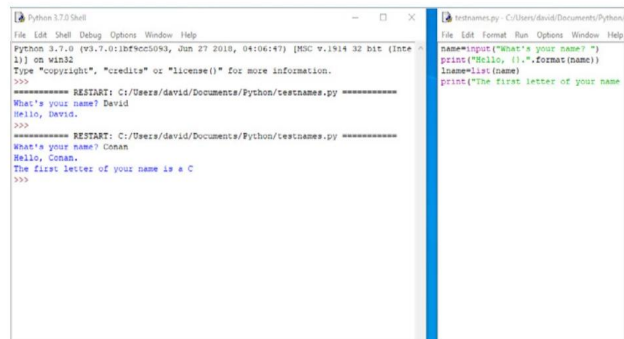 Python 3.7.0 Shell
File Edit Shell Debug Options Window Help
Python 3.7.0 (v3.7.0:1bf9cc5093, Jun 27 2018, 04:06:47) [MSC v.1914 32 bit (Inte
l)] on win32
Type "copyright", "credits" or "license()" for more information.
>>>
=========== RESTART: C:/Users/david/Documents/Python/testnames.py ===========
What's your name? David
Hello, David.
>>>
=========== RESTART: C:/Users/david/Documents/Python/testnames.py ===========
What's your name? Conan
Hello, Conan.
The first letter of your name is a C
>>>
testnames.py - C:/Users/david/Documents/Python/
File Edit Format Run Options Window Help
name=input("What's your name? ")
print("Hello, {}.".format(name))
lname=list(name)
print("The first letter of your name